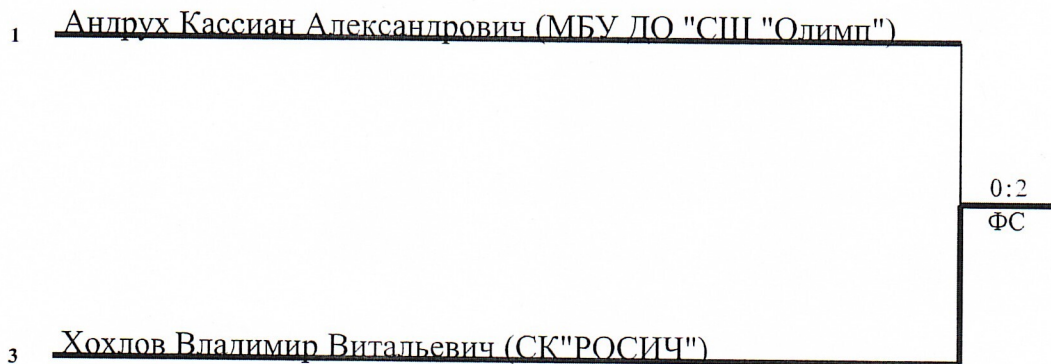 1 Андрух Кассиан Александрович (МБУ ДО "СШ "Олимп")
0:2
ФС
3 Хохлов Владимир Витальевич (СК"РОСИЧ")